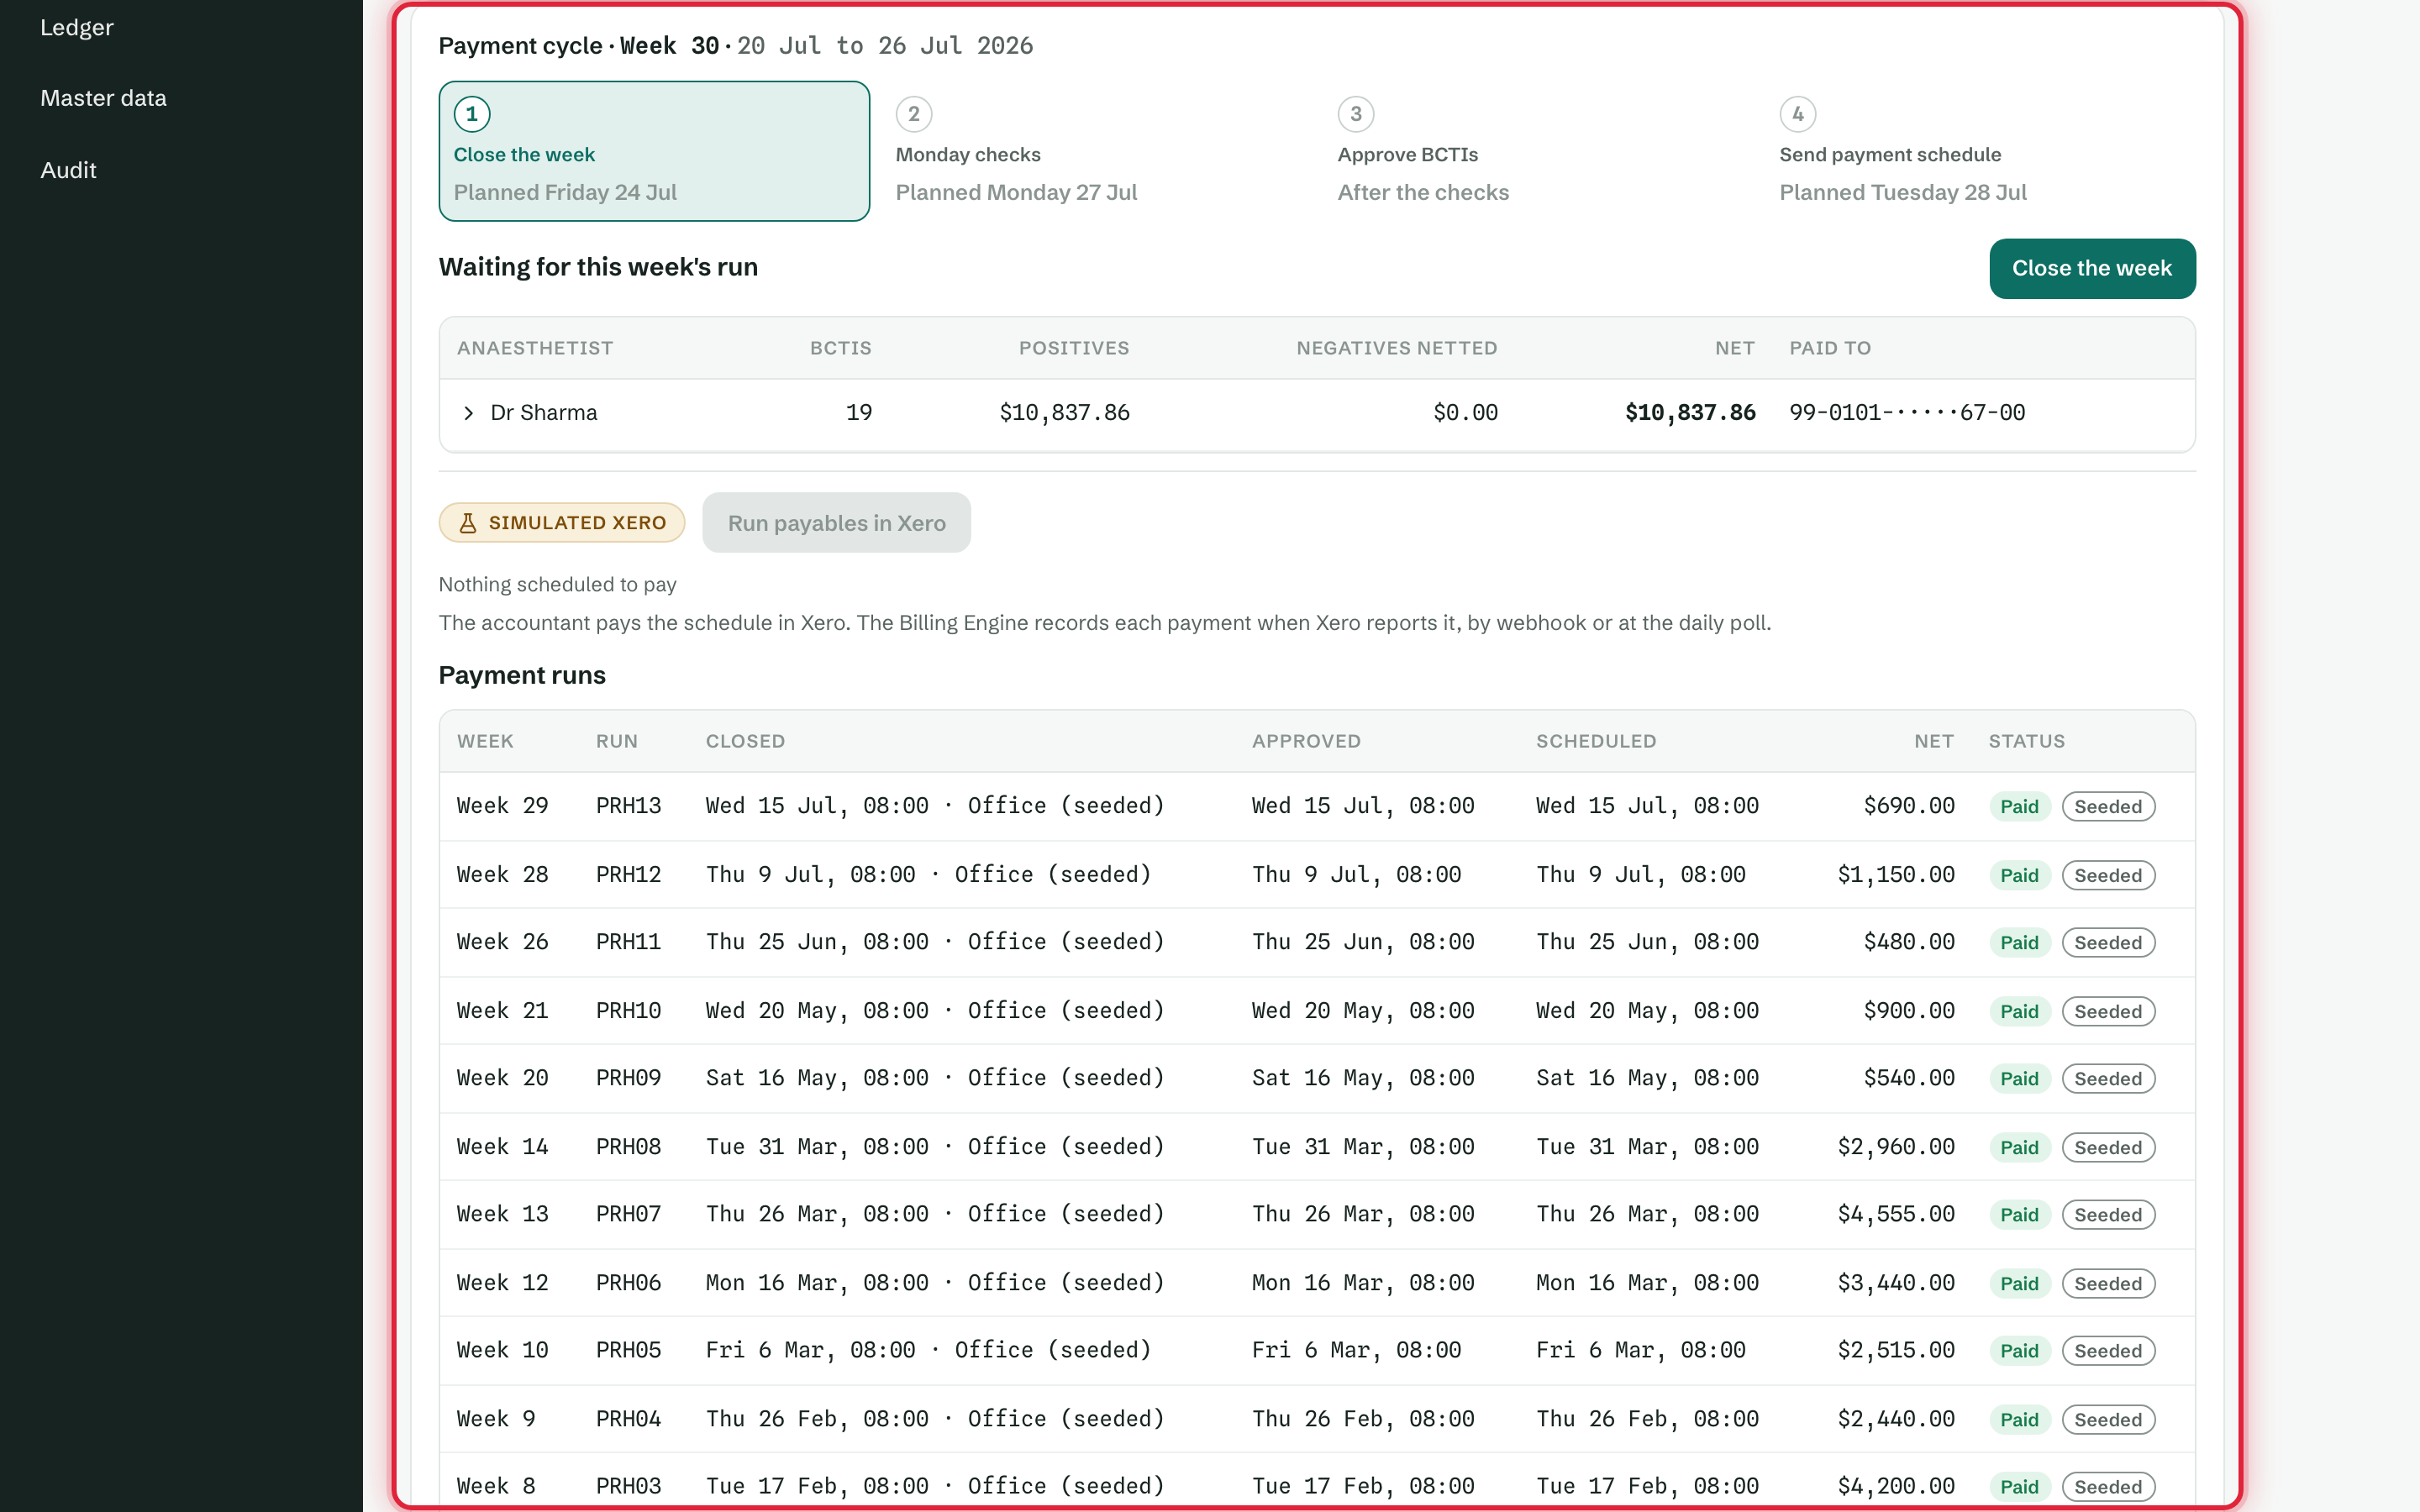 Ledger
Master data
Audit
Payment cycle · Week 30 · 20 Jul to 26 Jul 2026
1
Close the week
Planned Friday 24 Jul
2
Monday checks
Planned Monday 27 Jul
3
Approve BCTIs
After the checks
4
Send payment schedule
Planned Tuesday 28 Jul
Waiting for this week's run
Close the week
ANAESTHETIST BCTIS POSITIVES NEGATIVES NETTED NET PAID TO
Dr Sharma 19 $10,837.86 $0.00 $10,837.86 99-0101-·····67-00
SIMULATED XERO
Run payables in Xero
Nothing scheduled to pay
The accountant pays the schedule in Xero. The Billing Engine records each payment when Xero reports it, by webhook or at the daily poll.
Payment runs
WEEK RUN CLOSED APPROVED SCHEDULED NET STATUS
Week 29 PRH13 Wed 15 Jul, 08:00 · Office (seeded) Wed 15 Jul, 08:00 Wed 15 Jul, 08:00 $690.00 Paid Seeded
Week 28 PRH12 Thu 9 Jul, 08:00 · Office (seeded) Thu 9 Jul, 08:00 Thu 9 Jul, 08:00 $1,150.00 Paid Seeded
Week 26 PRH11 Thu 25 Jun, 08:00 · Office (seeded) Thu 25 Jun, 08:00 Thu 25 Jun, 08:00 $480.00 Paid Seeded
Week 21 PRH10 Wed 20 May, 08:00 · Office (seeded) Wed 20 May, 08:00 Wed 20 May, 08:00 $900.00 Paid Seeded
Week 20 PRH09 Sat 16 May, 08:00 · Office (seeded) Sat 16 May, 08:00 Sat 16 May, 08:00 $540.00 Paid Seeded
Week 14 PRH08 Tue 31 Mar, 08:00 · Office (seeded) Tue 31 Mar, 08:00 Tue 31 Mar, 08:00 $2,960.00 Paid Seeded
Week 13 PRH07 Thu 26 Mar, 08:00 · Office (seeded) Thu 26 Mar, 08:00 Thu 26 Mar, 08:00 $4,555.00 Paid Seeded
Week 12 PRH06 Mon 16 Mar, 08:00 · Office (seeded) Mon 16 Mar, 08:00 Mon 16 Mar, 08:00 $3,440.00 Paid Seeded
Week 10 PRH05 Fri 6 Mar, 08:00 · Office (seeded) Fri 6 Mar, 08:00 Fri 6 Mar, 08:00 $2,515.00 Paid Seeded
Week 9 PRH04 Thu 26 Feb, 08:00 · Office (seeded) Thu 26 Feb, 08:00 Thu 26 Feb, 08:00 $2,440.00 Paid Seeded
Week 8 PRH03 Tue 17 Feb, 08:00 · Office (seeded) Tue 17 Feb, 08:00 Tue 17 Feb, 08:00 $4,200.00 Paid Seeded